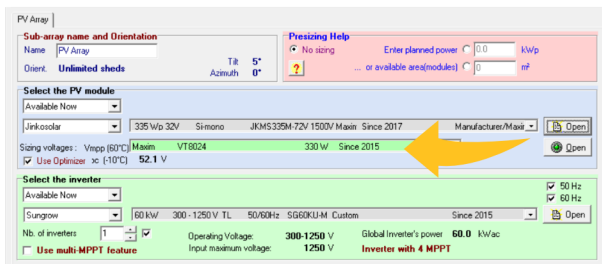 PV Array
Sub-array name and Orientation
Name PV Array
Orient. Unlimited sheds
Tilt 5°
Azimuth 0°
Presizing Help
No sizing
Enter planned power 0.0 kWp
? ... or available area(modules) 0 m²
Select the PV module
Available Now
Jinkosolar 335 Wp 32V Si-mono JKMS335M-72V 1500V Maxim Since 2017 Manufacturer/Maxir Open
Sizing voltages : Vmpp (60°C) Maxim VT8024 330 W Since 2015 Open
Use Optimizer (-10°C) 52.1 V
Select the inverter
Available Now
50 Hz
60 Hz
Sungrow 60 kW 300 - 1250 V TL 50/60Hz SG60KU-M Custom Since 2015 Open
Nb. of inverters 1
Operating Voltage: 300-1250 V
Global Inverter's power 60.0 kWac
Use multi-MPPT feature
Input maximum voltage: 1250 V
Inverter with 4 MPPT